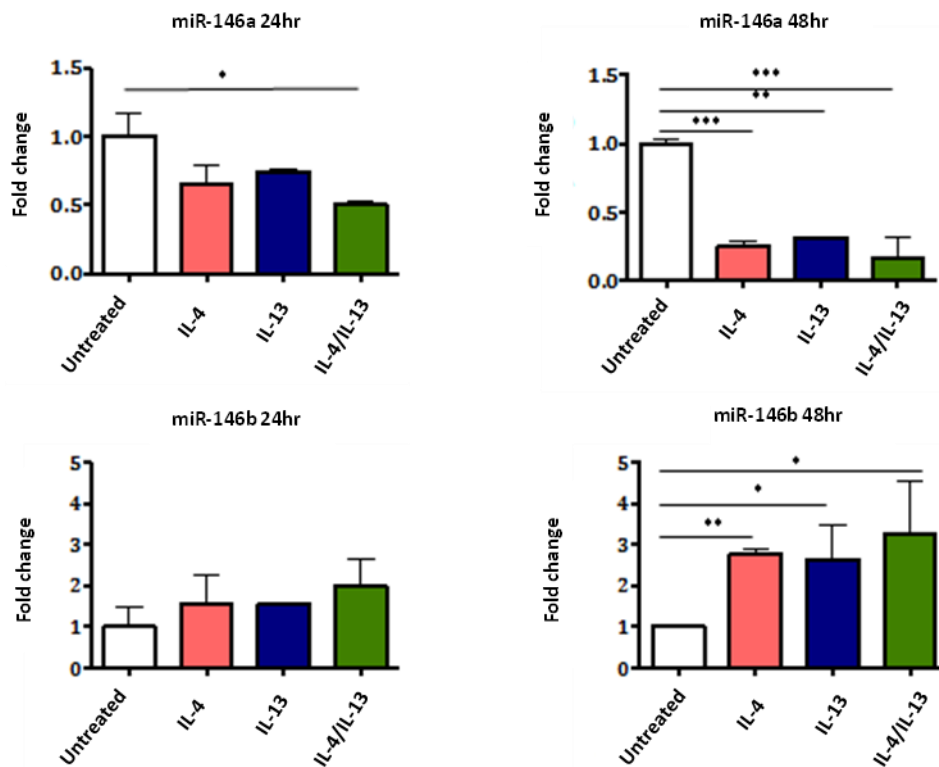 miR-146a 24hr
Fold change
1.5
1.0
0.5
0.0
♦
Untreated
IL-4
IL-13
IL-4/IL-13
miR-146a 48hr
Fold change
1.5
1.0
0.5
0.0
♦♦♦
♦♦
♦♦♦
Untreated
IL-4
IL-13
IL-4/IL-13
miR-146b 24hr
Fold change
5
4
3
2
1
0
Untreated
IL-4
IL-13
IL-4/IL-13
miR-146b 48hr
Fold change
5
4
3
2
1
0
♦
♦
♦♦
Untreated
IL-4
IL-13
IL-4/IL-13